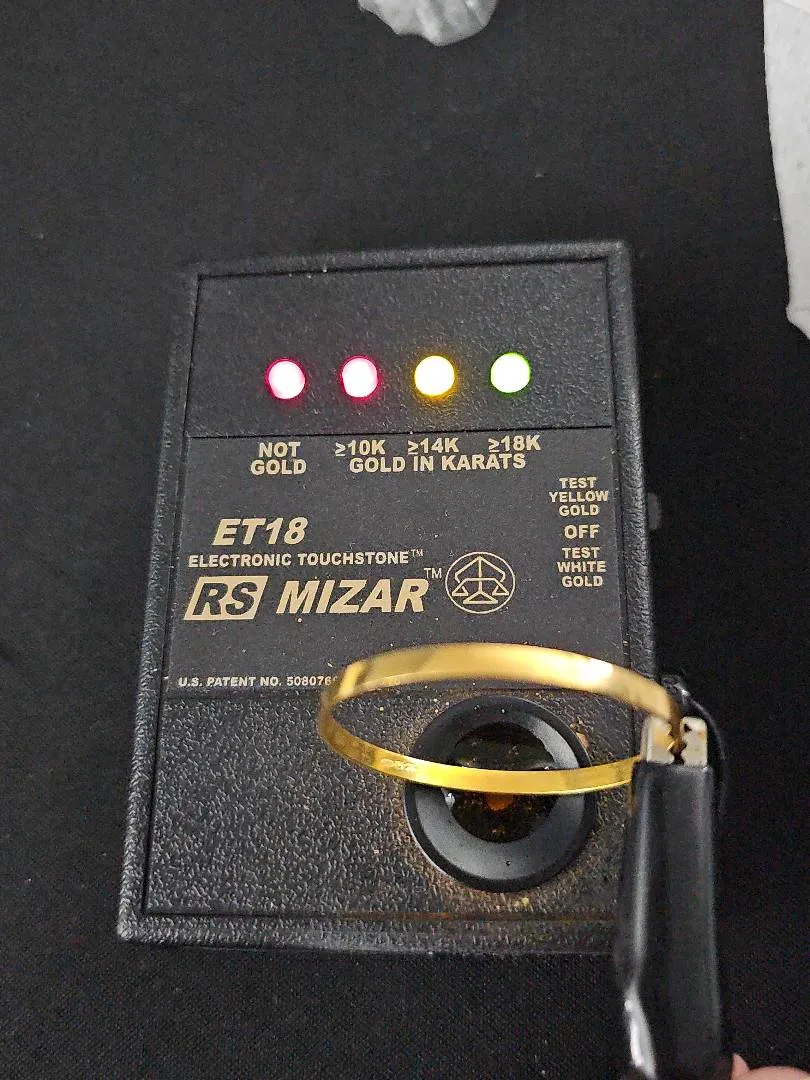 NOT GOLD
≥10K ≥14K ≥18K
GOLD IN KARATS
TEST
YELLOW
GOLD
OFF
TEST
WHITE
GOLD
ET18
ELECTRONIC TOUCHSTONE™
RS MIZAR™
U.S. PATENT NO.